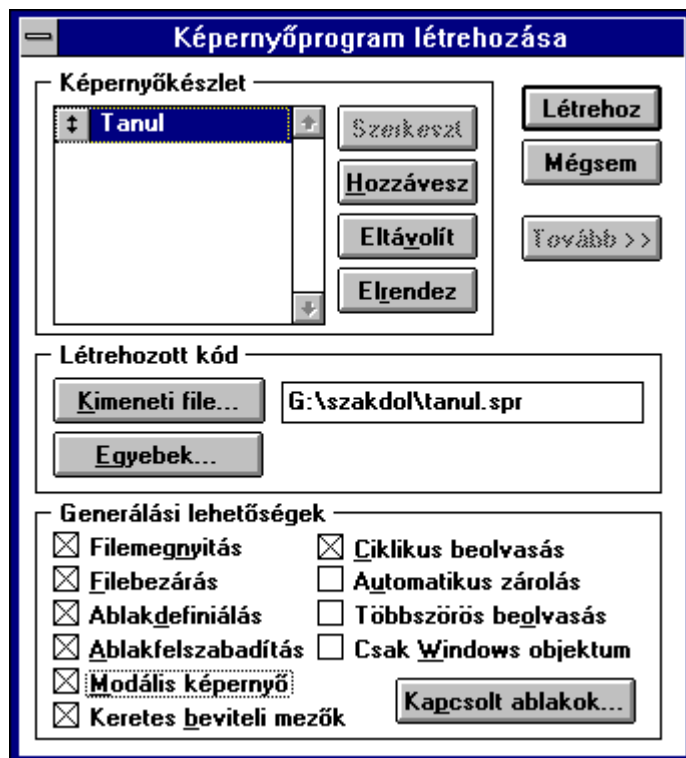 Képernyőprogram létrehozása
Képernyőkészlet
Tanul
Szerkeszt
Hozzávesz
Eltávolít
Elrendez
Létrehoz
Mégsem
Tovább >>
Létrehozott kód
Kimeneti file...
G:\szakdol\tanul.spr
Egyebek...
Generálási lehetőségek
Filemegnyitás
Ciklikus beolvasás
Filebezárás
Automatikus zárolás
Ablakdefiniálás
Többszörös beolvasás
Ablakfelszabadítás
Csak Windows objektum
Modális képernyő
Keretes beviteli mezők
Kapcsolt ablakok...